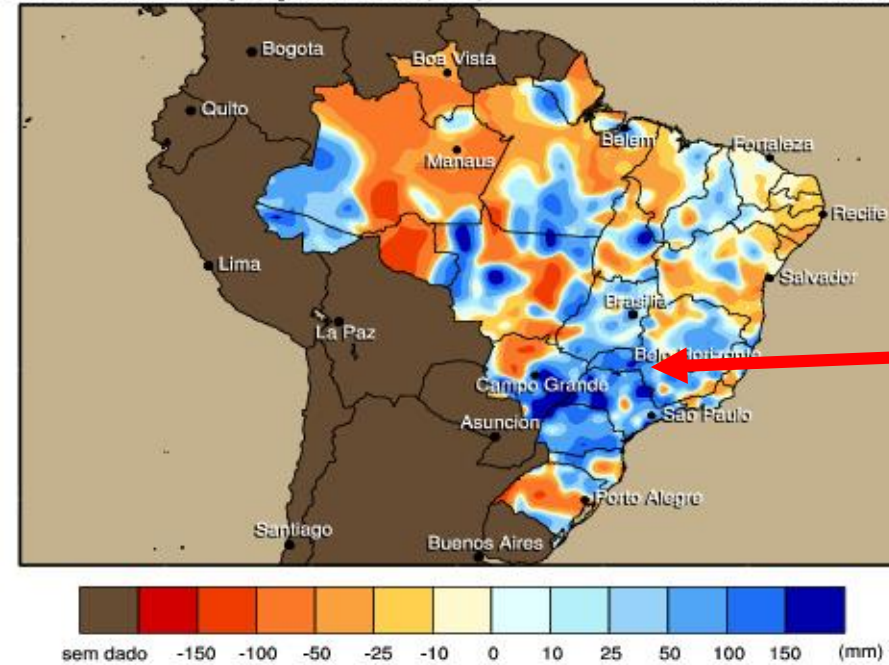 Bogota
Boa Vista
Quito
Belem
Fortaleza
Manaus
Recife
Lima
Salvador
Brasilia
La Paz
Belo Horizonte
Campo Grande
Sao Paulo
Asuncion
Porto Alegre
Santiago
Buenos Aires
sem dado -150 -100 -50 -25 -10 0 10 25 50 100 150 (mm)